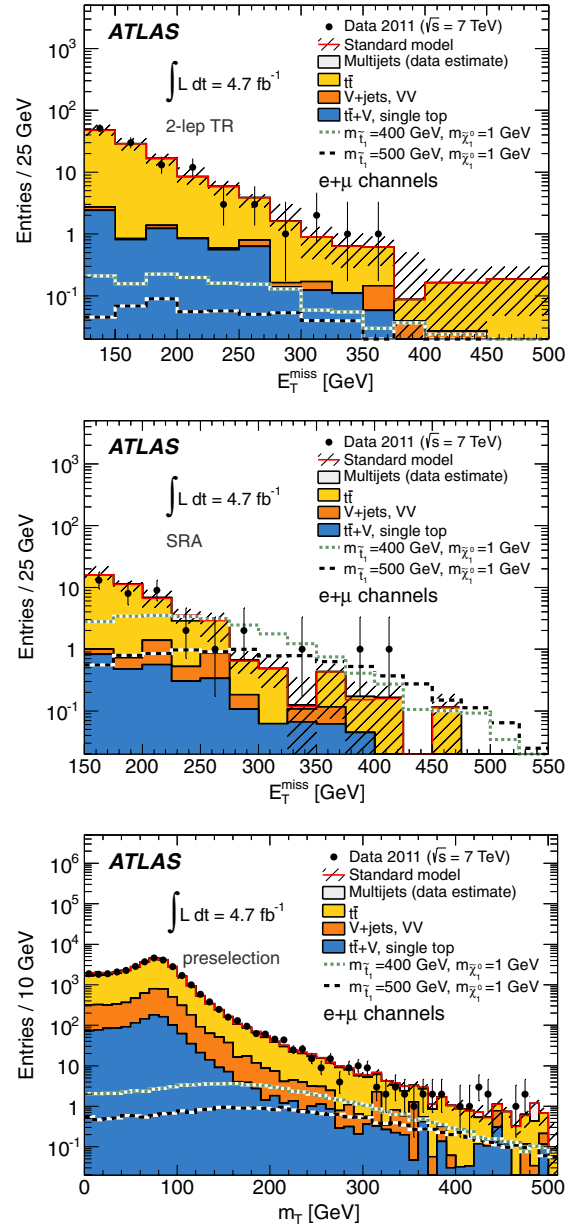 ATLAS
∫ L dt = 4.7 fb⁻¹
2-lep TR
Data 2011 (√s = 7 TeV)
Standard model
Multijets (data estimate)
tt̄
V+jets, VV
tt̄+V, single top
m_t̃₁=400 GeV, m_χ̃₁⁰=1 GeV
m_t̃₁=500 GeV, m_χ̃₁⁰=1 GeV
e+μ channels
Entries / 25 GeV
10³
10²
10
1
10⁻¹
150 200 250 300 350 400 450 500
E_T^miss [GeV]
ATLAS
∫ L dt = 4.7 fb⁻¹
SRA
Data 2011 (√s = 7 TeV)
Standard model
Multijets (data estimate)
tt̄
V+jets, VV
tt̄+V, single top
m_t̃₁=400 GeV, m_χ̃₁⁰=1 GeV
m_t̃₁=500 GeV, m_χ̃₁⁰=1 GeV
e+μ channels
Entries / 25 GeV
10³
10²
10
1
10⁻¹
150 200 250 300 350 400 450 500 550
E_T^miss [GeV]
ATLAS
∫ L dt = 4.7 fb⁻¹
preselection
Data 2011 (√s = 7 TeV)
Standard model
Multijets (data estimate)
tt̄
V+jets, VV
tt̄+V, single top
m_t̃₁=400 GeV, m_χ̃₁⁰=1 GeV
m_t̃₁=500 GeV, m_χ̃₁⁰=1 GeV
e+μ channels
Entries / 10 GeV
10⁶
10⁵
10⁴
10³
10²
10
1
10⁻¹
0 100 200 300 400 500
m_T [GeV]